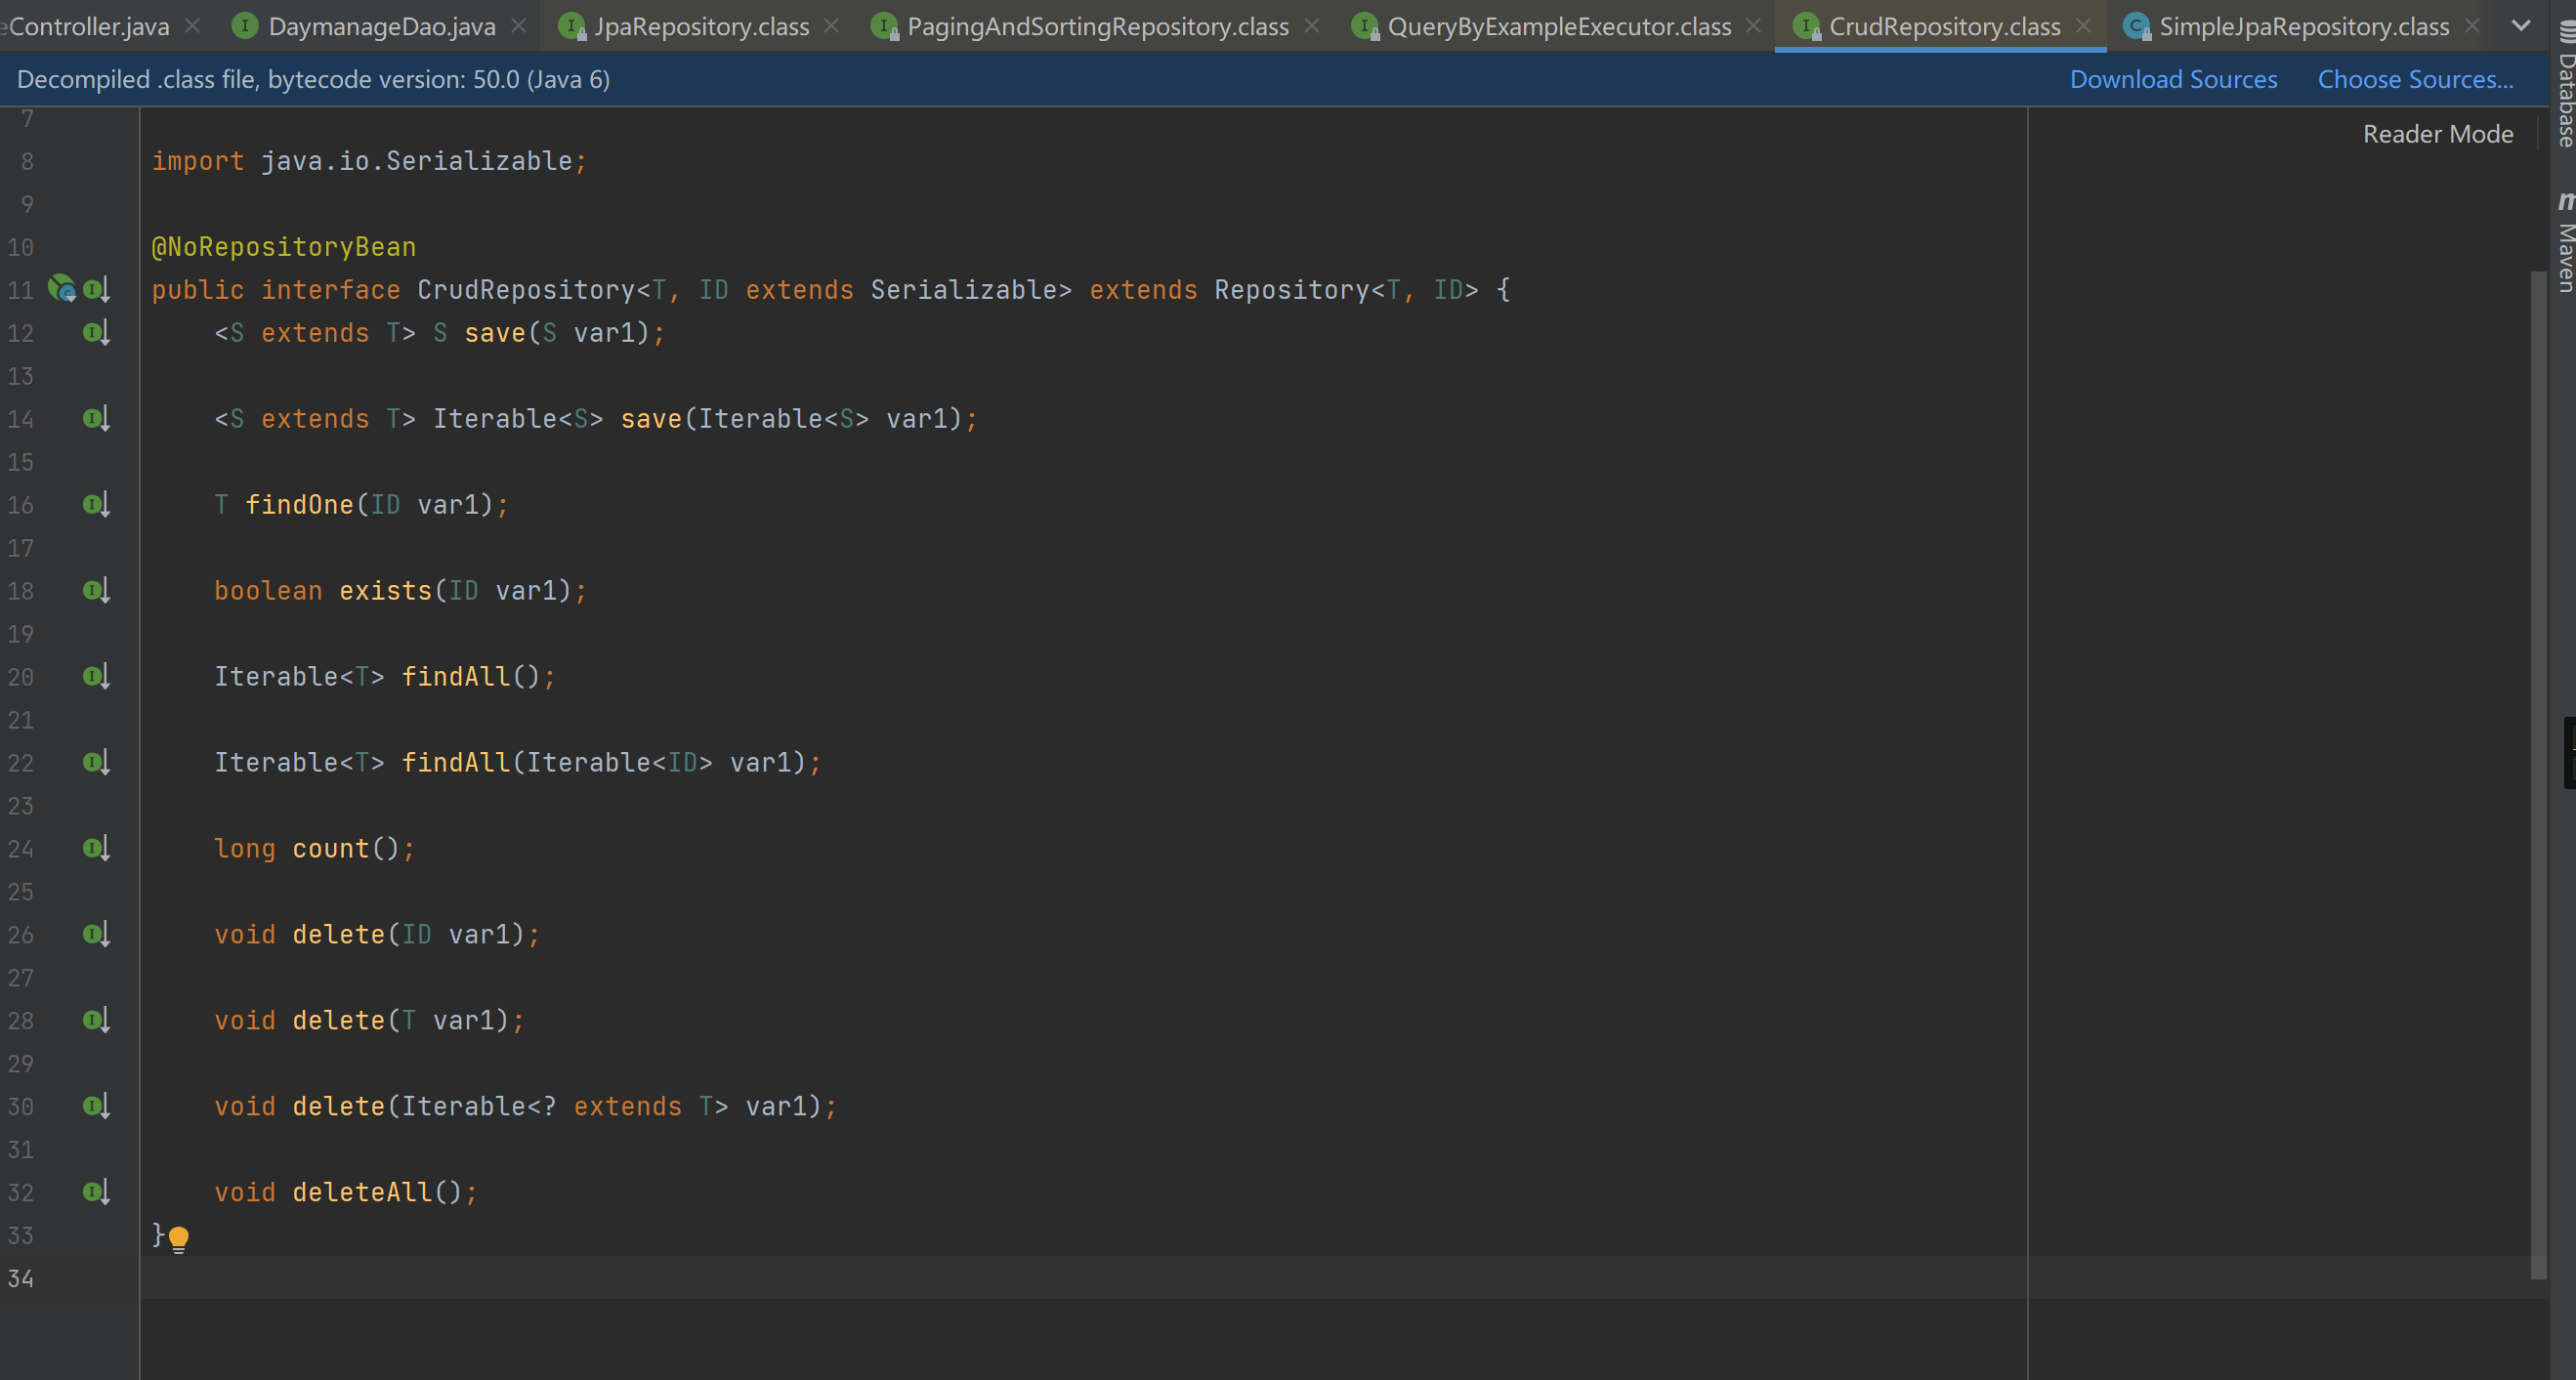 eController.java DaymanageDao.java JpaRepository.class PagingAndSortingRepository.class QueryByExampleExecutor.class CrudRepository.class SimpleJpaRepository.class
Decompiled .class file, bytecode version: 50.0 (Java 6) Download Sources Choose Sources...
Reader Mode
7
8 import java.io.Serializable;
9
10 @NoRepositoryBean
11 public interface CrudRepository<T, ID extends Serializable> extends Repository<T, ID> {
12 <S extends T> S save(S var1);
13
14 <S extends T> Iterable<S> save(Iterable<S> var1);
15
16 T findOne(ID var1);
17
18 boolean exists(ID var1);
19
20 Iterable<T> findAll();
21
22 Iterable<T> findAll(Iterable<ID> var1);
23
24 long count();
25
26 void delete(ID var1);
27
28 void delete(T var1);
29
30 void delete(Iterable<? extends T> var1);
31
32 void deleteAll();
33 }
34
Database
Maven